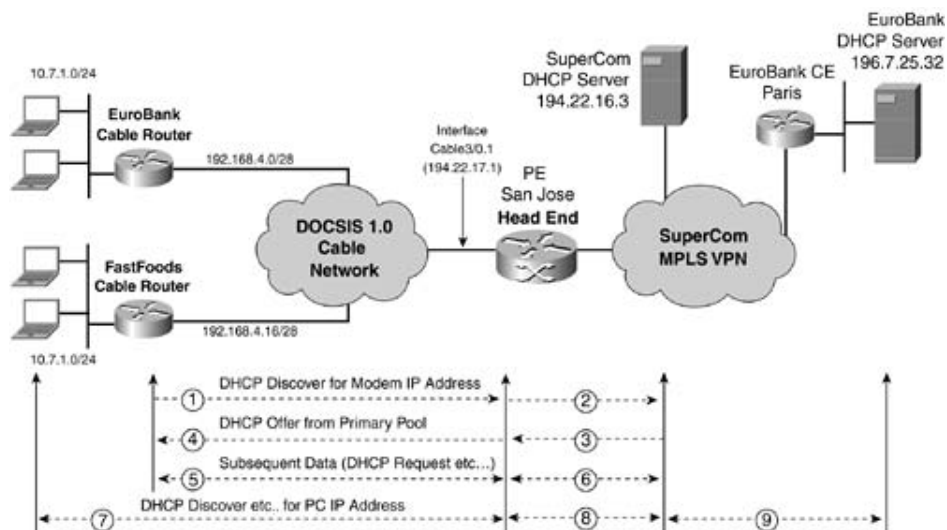 EuroBank
DHCP Server
196.7.25.32
SuperCom
DHCP Server
194.22.16.3
EuroBank CE
Paris
10.7.1.0/24
EuroBank
Cable Router
192.168.4.0/28
Interface
Cable3/0.1
(194.22.17.1)
PE
San Jose
Head End
DOCSIS 1.0
Cable
Network
SuperCom
MPLS VPN
FastFoods
Cable Router
192.168.4.16/28
10.7.1.0/24
DHCP Discover for Modem IP Address
1
2
DHCP Offer from Primary Pool
4
3
Subsequent Data (DHCP Request etc...)
5
6
DHCP Discover etc.. for PC IP Address
7
8
9